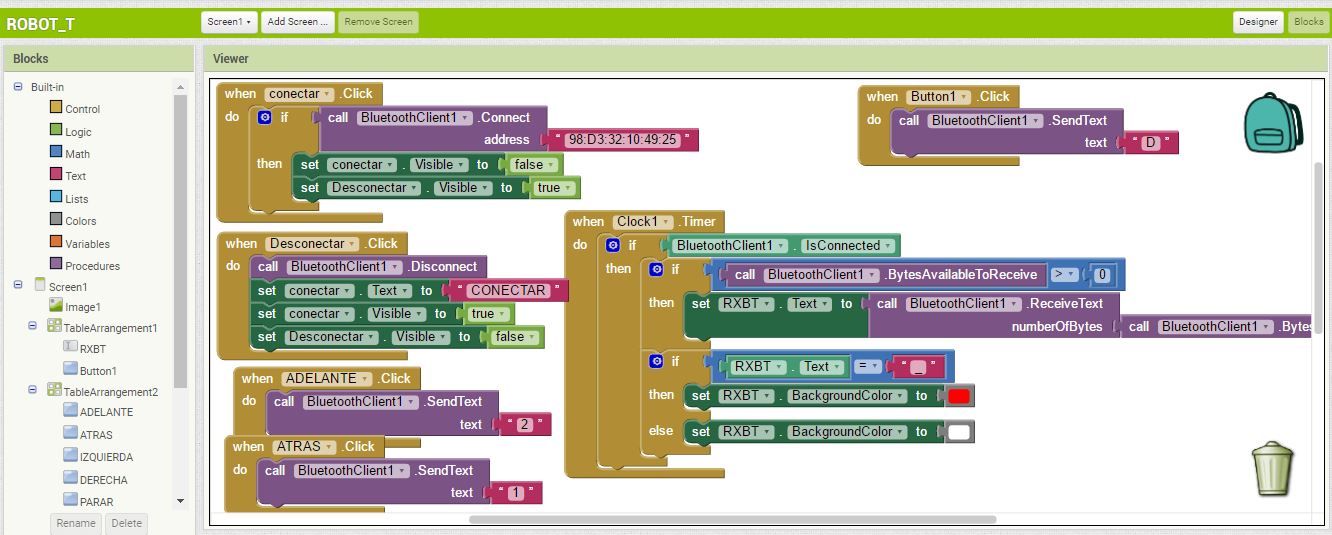 ROBOT_T
Screen1
Add Screen ...
Remove Screen
Designer
Blocks
Blocks
Built-in
Control
Logic
Math
Text
Lists
Colors
Variables
Procedures
Screen1
Image1
TableArrangement1
RXBT
Button1
TableArrangement2
ADELANTE
ATRAS
IZQUIERDA
DERECHA
PARAR
Rename
Delete
Viewer
when conectar .Click
do if call BluetoothClient1 .Connect
address " 98:D3:32:10:49:25 "
then set conectar . Visible to false
set Desconectar . Visible to true
when Desconectar .Click
do call BluetoothClient1 .Disconnect
set conectar . Text to " CONECTAR "
set conectar . Visible to true
set Desconectar . Visible to false
when ADELANTE .Click
do call BluetoothClient1 .SendText
text " 2 "
when ATRAS .Click
do call BluetoothClient1 .SendText
text " 1 "
when Clock1 .Timer
do if BluetoothClient1 . IsConnected
then if call BluetoothClient1 .BytesAvailableToReceive > 0
then set RXBT . Text to call BluetoothClient1 .ReceiveText
numberOfBytes call BluetoothClient1 .Bytes
if RXBT . Text = " _ "
then set RXBT . BackgroundColor to
else set RXBT . BackgroundColor to
when Button1 .Click
do call BluetoothClient1 .SendText
text " D "